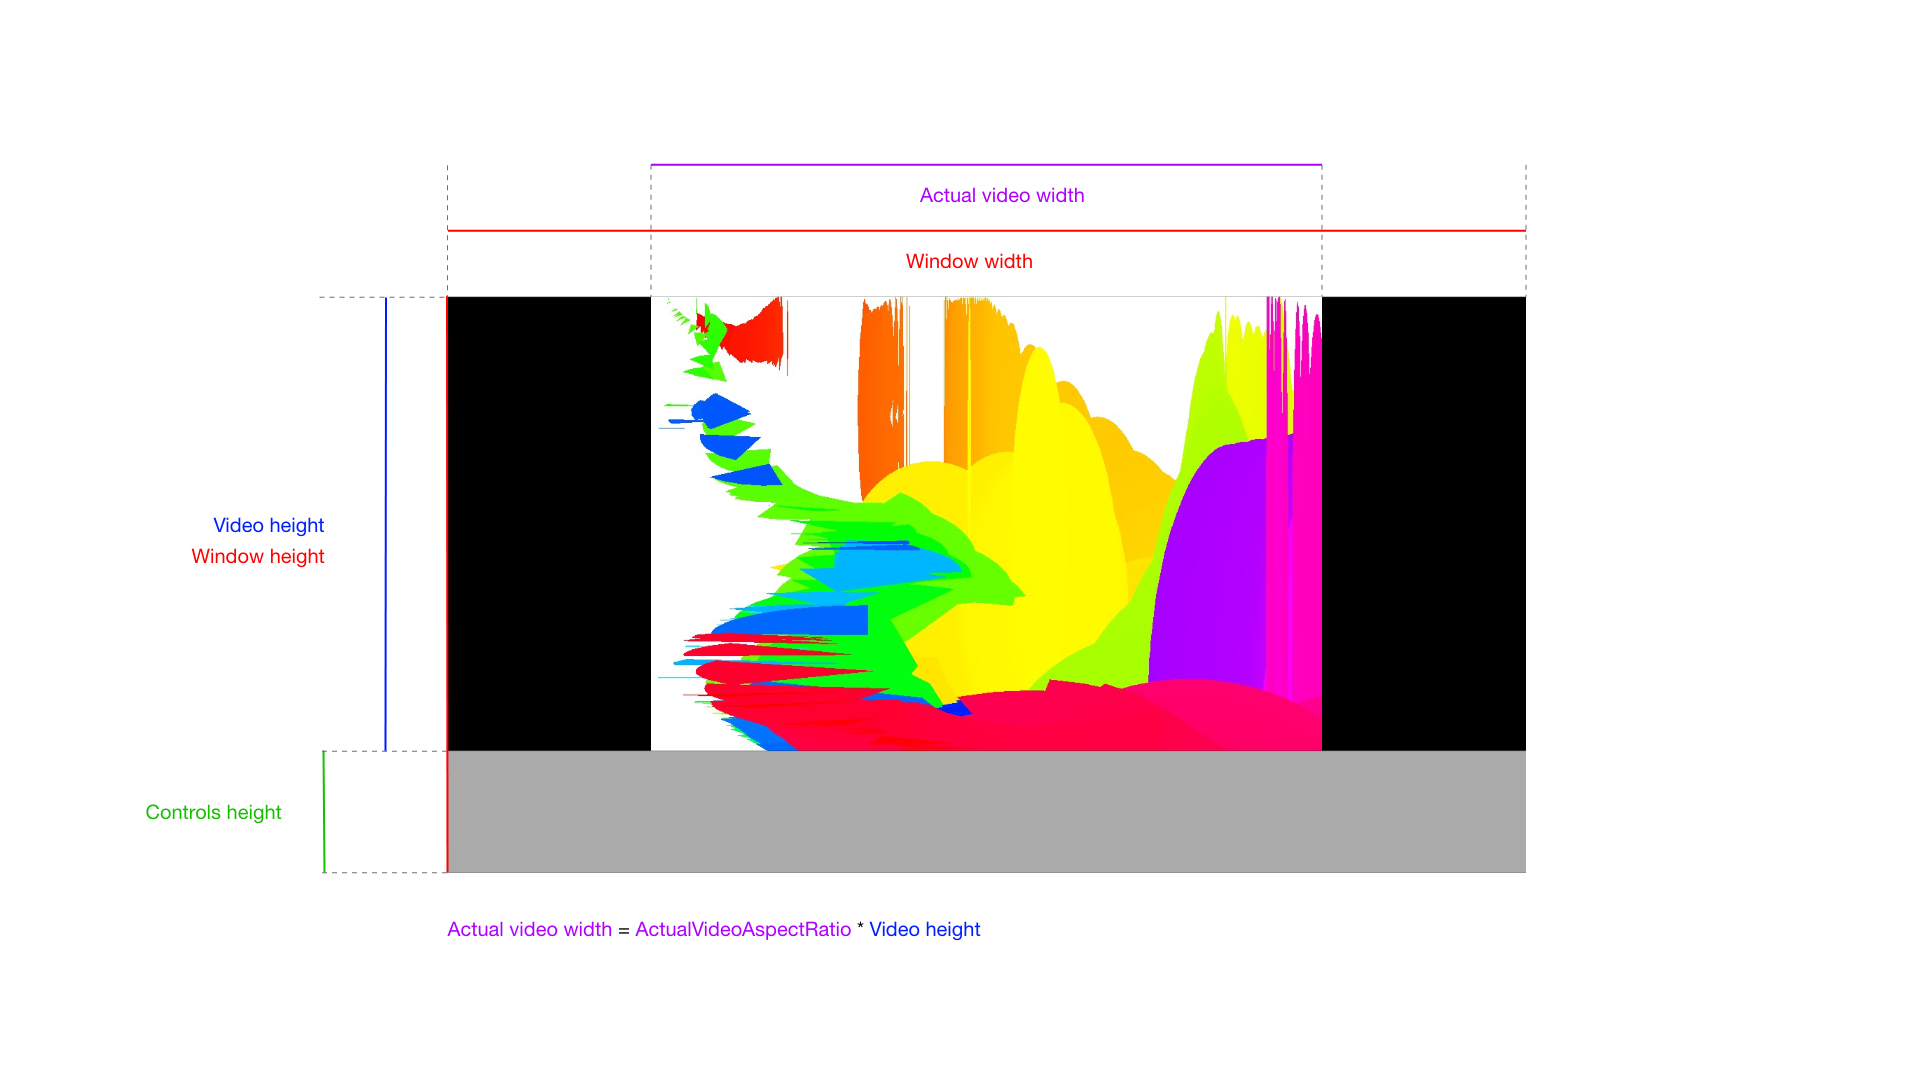 Actual video width
Window width
Video height
Window height
Controls height
Actual video width = ActualVideoAspectRatio * Video height